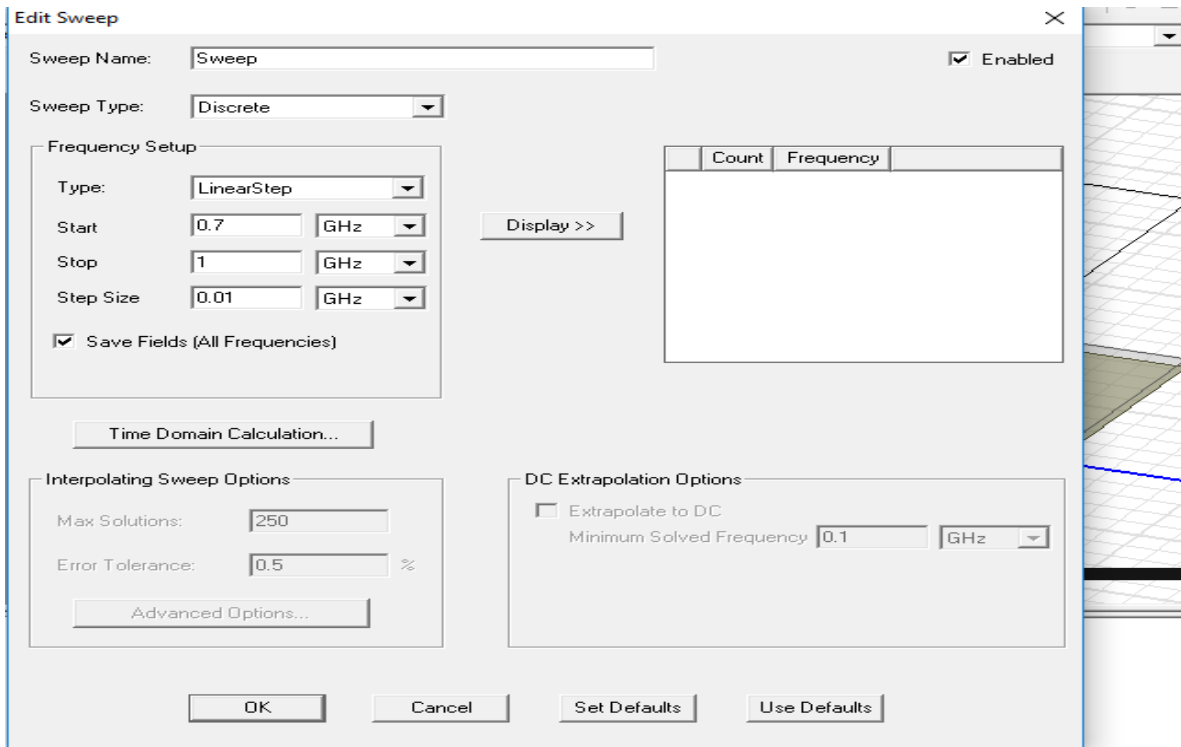 Edit Sweep
Sweep Name: Sweep Enabled
Sweep Type: Discrete
Frequency Setup
Type: LinearStep
Start 0.7 GHz
Stop 1 GHz
Step Size 0.01 GHz
Save Fields (All Frequencies)
Display >>
Count Frequency
Time Domain Calculation...
Interpolating Sweep Options
Max Solutions: 250
Error Tolerance: 0.5 %
Advanced Options...
DC Extrapolation Options
Extrapolate to DC
Minimum Solved Frequency 0.1 GHz
OK Cancel Set Defaults Use Defaults